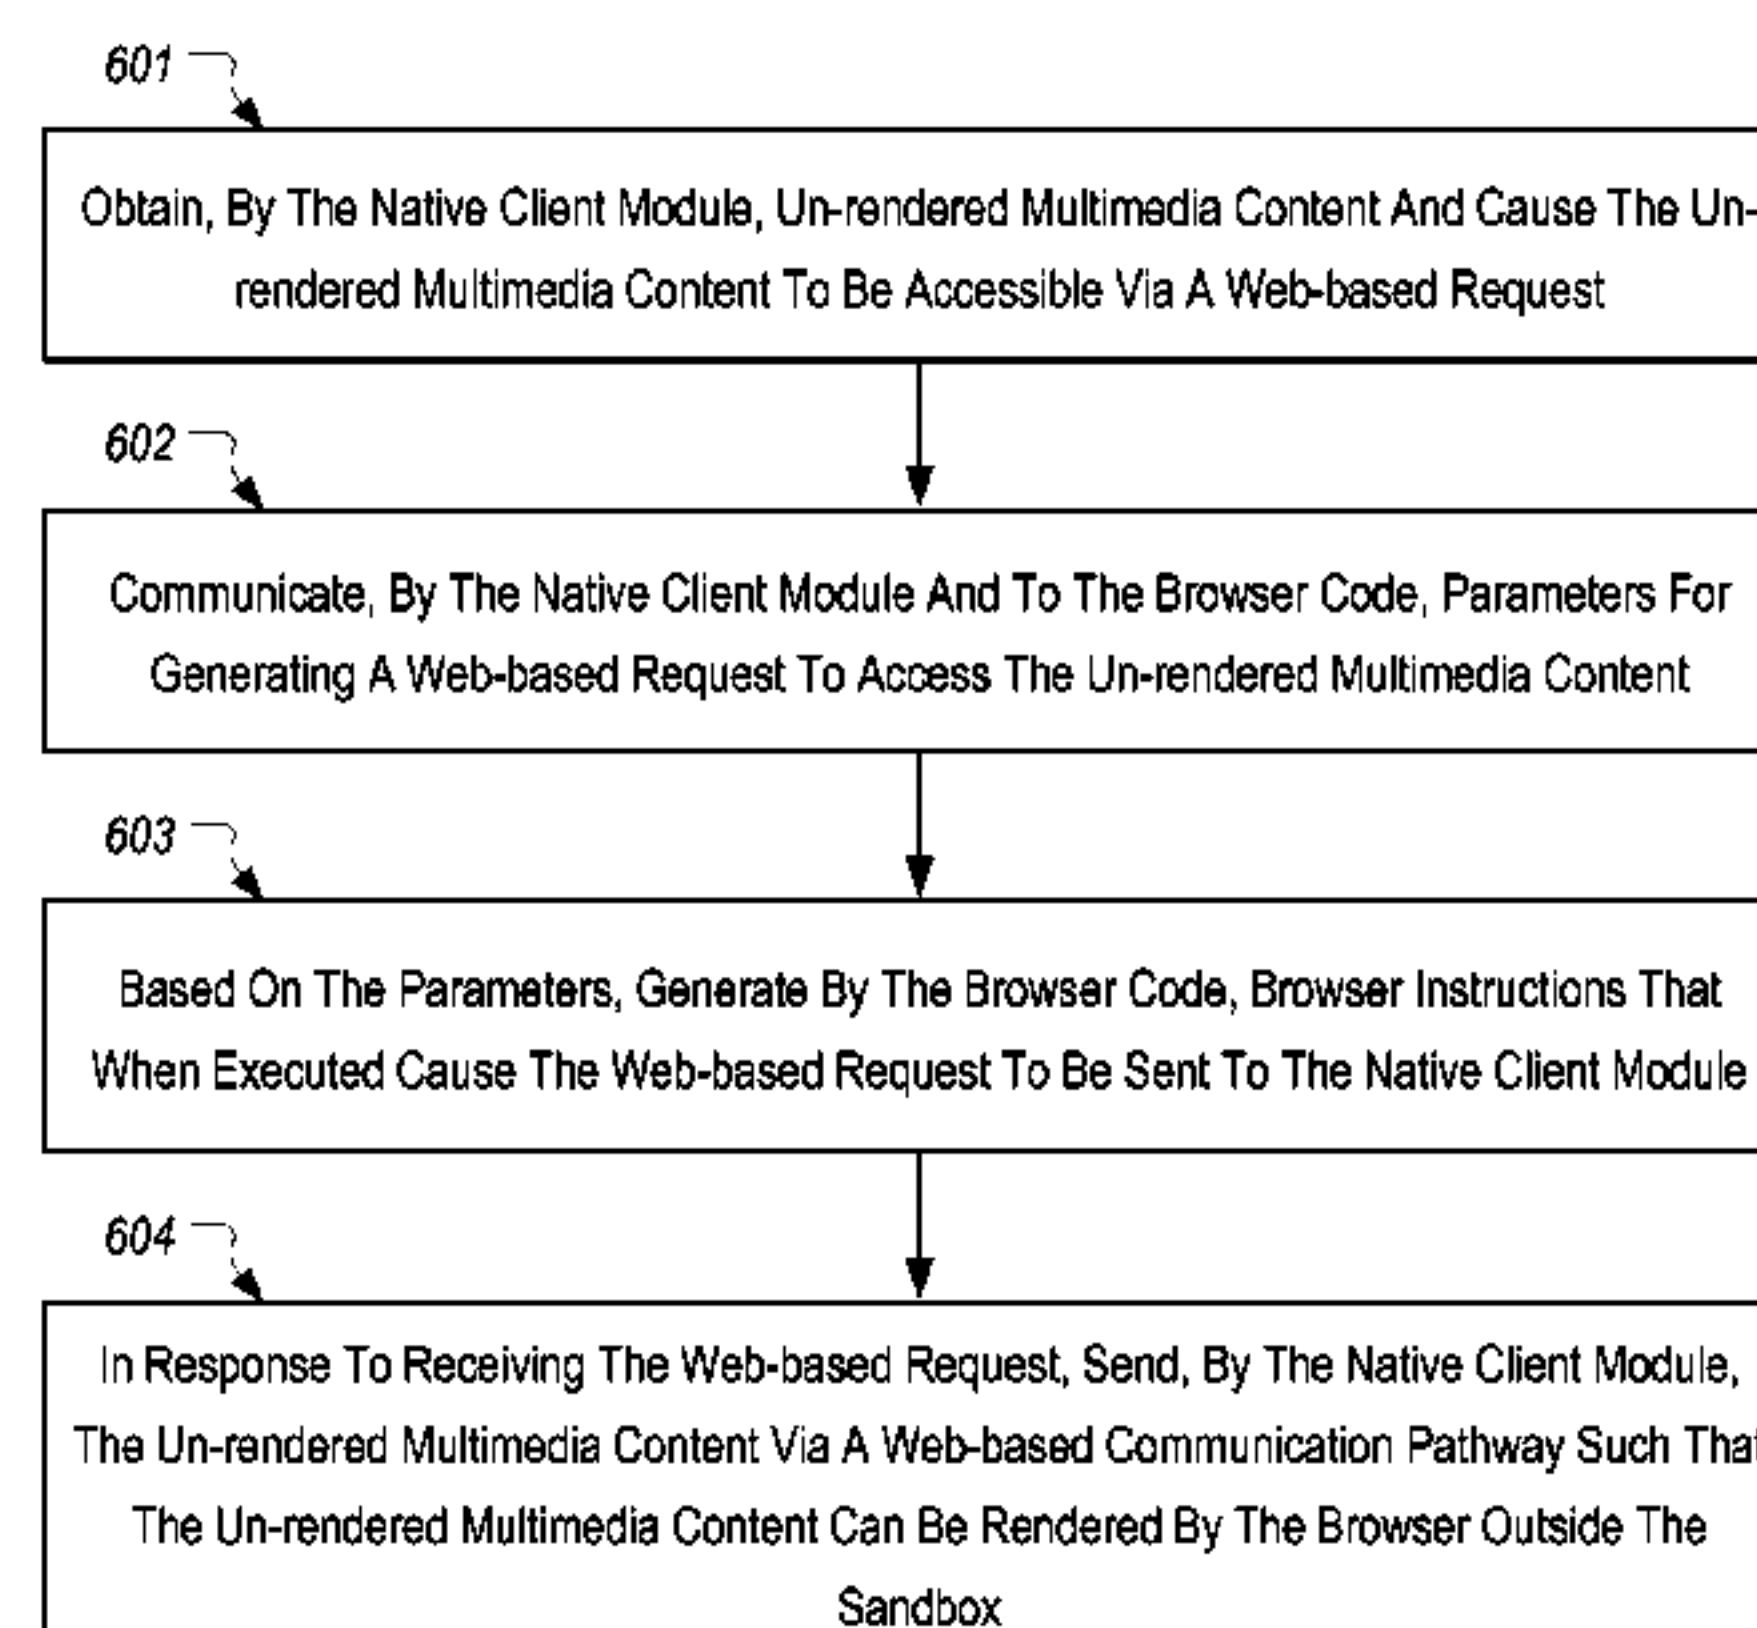 601
Obtain, By The Native Client Module, Un-rendered Multimedia Content And Cause The Un-
rendered Multimedia Content To Be Accessible Via A Web-based Request
602
Communicate, By The Native Client Module And To The Browser Code, Parameters For
Generating A Web-based Request To Access The Un-rendered Multimedia Content
603
Based On The Parameters, Generate By The Browser Code, Browser Instructions That
When Executed Cause The Web-based Request To Be Sent To The Native Client Module
604
In Response To Receiving The Web-based Request, Send, By The Native Client Module,
The Un-rendered Multimedia Content Via A Web-based Communication Pathway Such That
The Un-rendered Multimedia Content Can Be Rendered By The Browser Outside The
Sandbox